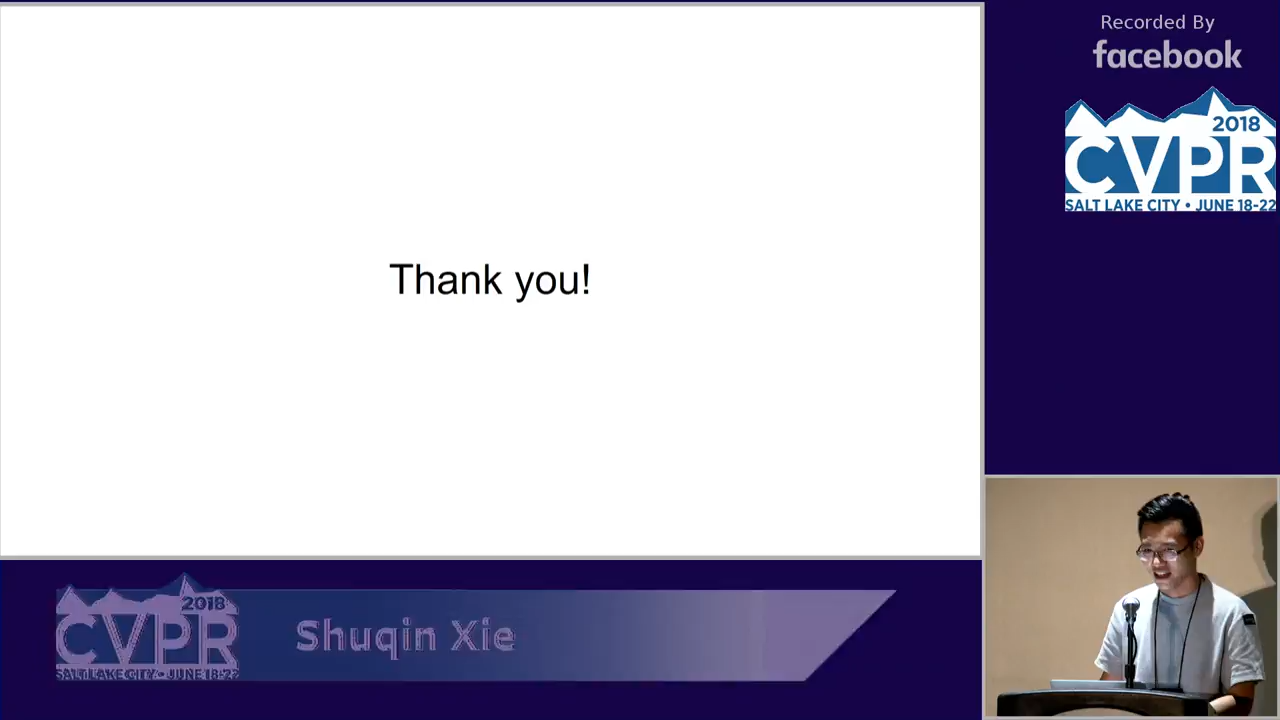 Thank you!
Recorded By
facebook
2018
CVPR
SALT LAKE CITY • JUNE 18-22
2018
CVPR
SALT LAKE CITY • JUNE 18-22
Shuqin Xie